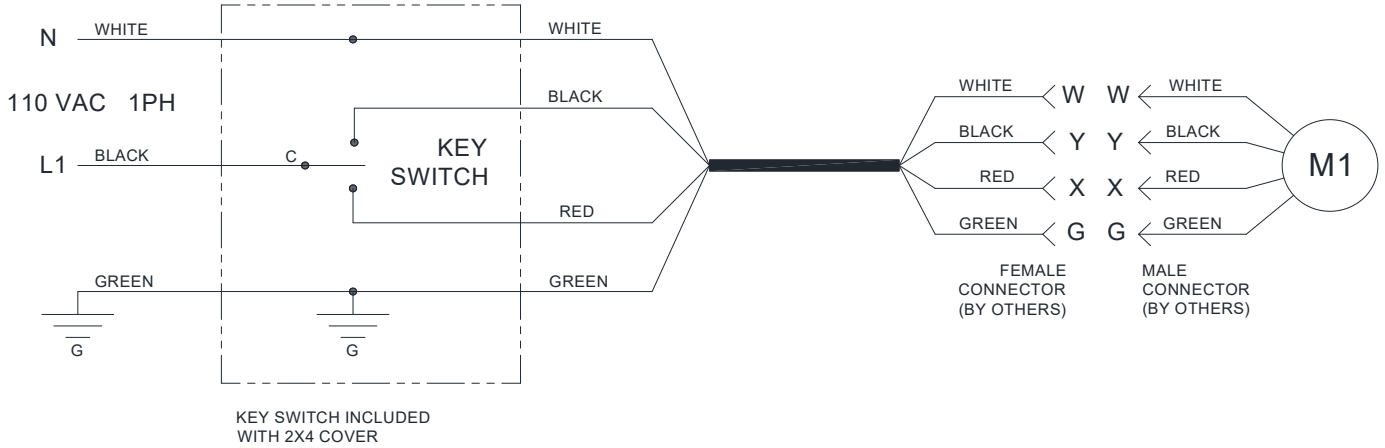 N
WHITE
WHITE
110 VAC 1PH
BLACK
L1
BLACK
C
KEY
SWITCH
RED
GREEN
GREEN
G
G
KEY SWITCH INCLUDED
WITH 2X4 COVER
WHITE
W
W
WHITE
BLACK
Y
Y
BLACK
RED
X
X
RED
GREEN
G
G
GREEN
M1
FEMALE
CONNECTOR
(BY OTHERS)
MALE
CONNECTOR
(BY OTHERS)